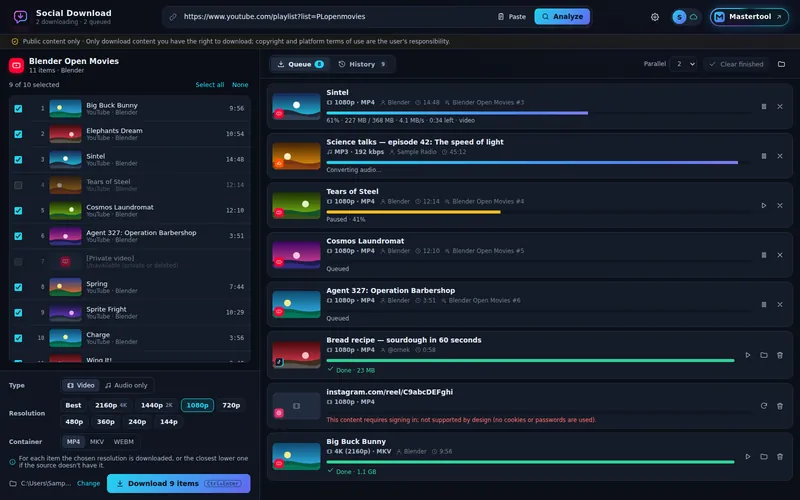 Social Download
2 downloading · 2 queued
https://www.youtube.com/playlist?list=PLopenmovies
Paste
Analyze
S
Mastertool ↗
Public content only · Only download content you have the right to download; copyright and platform terms of use are the user's responsibility.
Blender Open Movies
11 items · Blender
9 of 10 selected
Select all
None
1
Big Buck Bunny
YouTube · Blender
9:56
2
Elephants Dream
YouTube · Blender
10:54
3
Sintel
YouTube · Blender
14:48
4
Tears of Steel
YouTube · Blender
12:14
5
Cosmos Laundromat
YouTube · Blender
12:10
6
Agent 327: Operation Barbershop
YouTube · Blender
3:51
7
[Private video]
Unavailable (private or deleted)
8
Spring
YouTube · Blender
7:44
9
Sprite Fright
YouTube · Blender
10:29
10
Charge
YouTube · Blender
3:56
Wing It!
Type
Video
Audio only
Resolution
Best
2160p 4K
1440p 2K
1080p
720p
480p
360p
240p
144p
Container
MP4
MKV
WEBM
For each item the chosen resolution is downloaded, or the closest lower one
if the source doesn't have it.
C:\Users\Samp...
Change
Download 9 items
Ctrl+Enter
Queue 8
History 9
Parallel
2
Clear finished
Sintel
1080p · MP4 Blender 14:48 Blender Open Movies #3
61% · 227 MB / 368 MB · 4.1 MB/s · 0:34 left · video
Science talks — episode 42: The speed of light
MP3 · 192 kbps Sample Radio 45:12
Converting audio...
Tears of Steel
1080p · MP4 Blender 12:14 Blender Open Movies #4
Paused · 41%
Cosmos Laundromat
1080p · MP4 Blender 12:10 Blender Open Movies #5
Queued
Agent 327: Operation Barbershop
1080p · MP4 Blender 3:51 Blender Open Movies #6
Queued
Bread recipe — sourdough in 60 seconds
1080p · MP4 @ornek 0:58
Done · 23 MB
instagram.com/reel/C9abcDEFghi
1080p · MP4
This content requires signing in; not supported by design (no cookies or passwords are used).
Big Buck Bunny
4K (2160p) · MKV Blender 9:56
Done · 1.1 GB